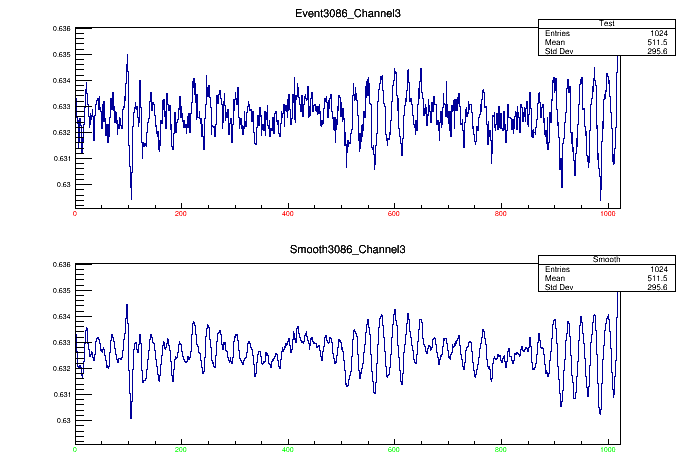 Event3086_Channel3
Test
Entries 1024
Mean 511.5
Std Dev 295.6
0.636
0.635
0.634
0.633
0.632
0.631
0.63
0 200 400 600 800 1000
Smooth3086_Channel3
Smooth
Entries 1024
Mean 511.5
Std Dev 295.6
0.636
0.635
0.634
0.633
0.632
0.631
0.63
0 200 400 600 800 1000